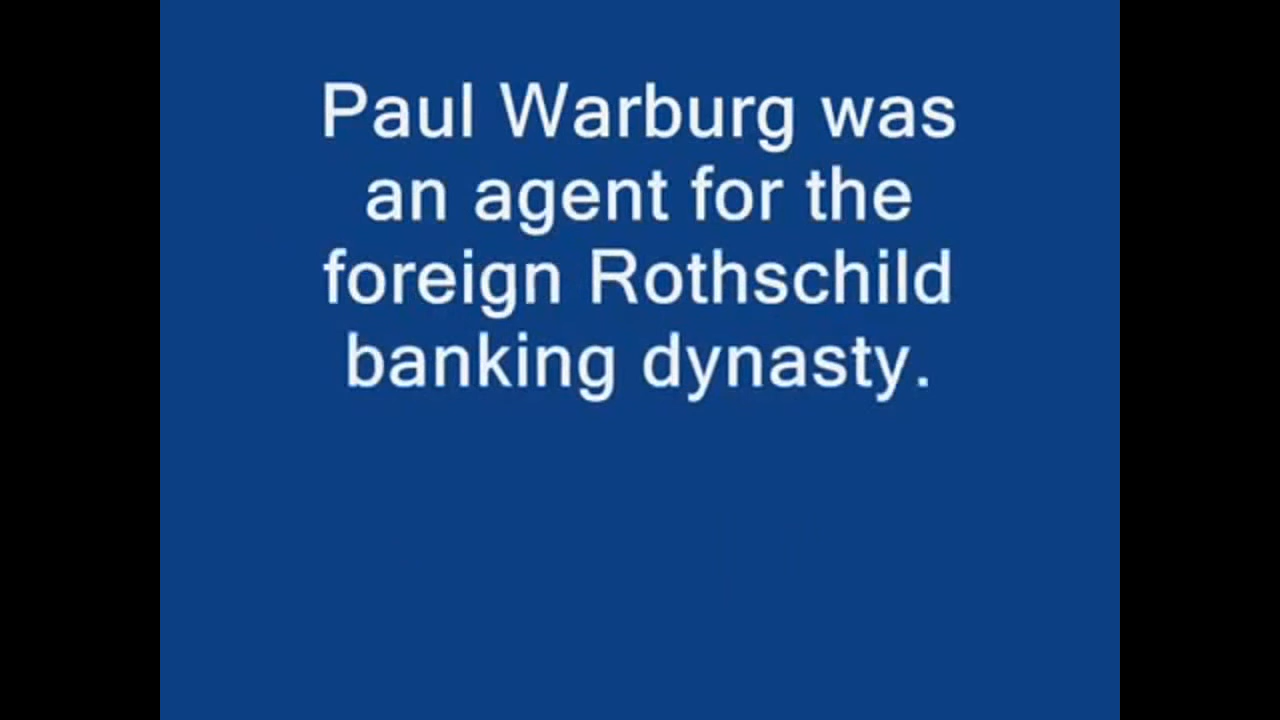 Paul Warburg was
an agent for the
foreign Rothschild
banking dynasty.